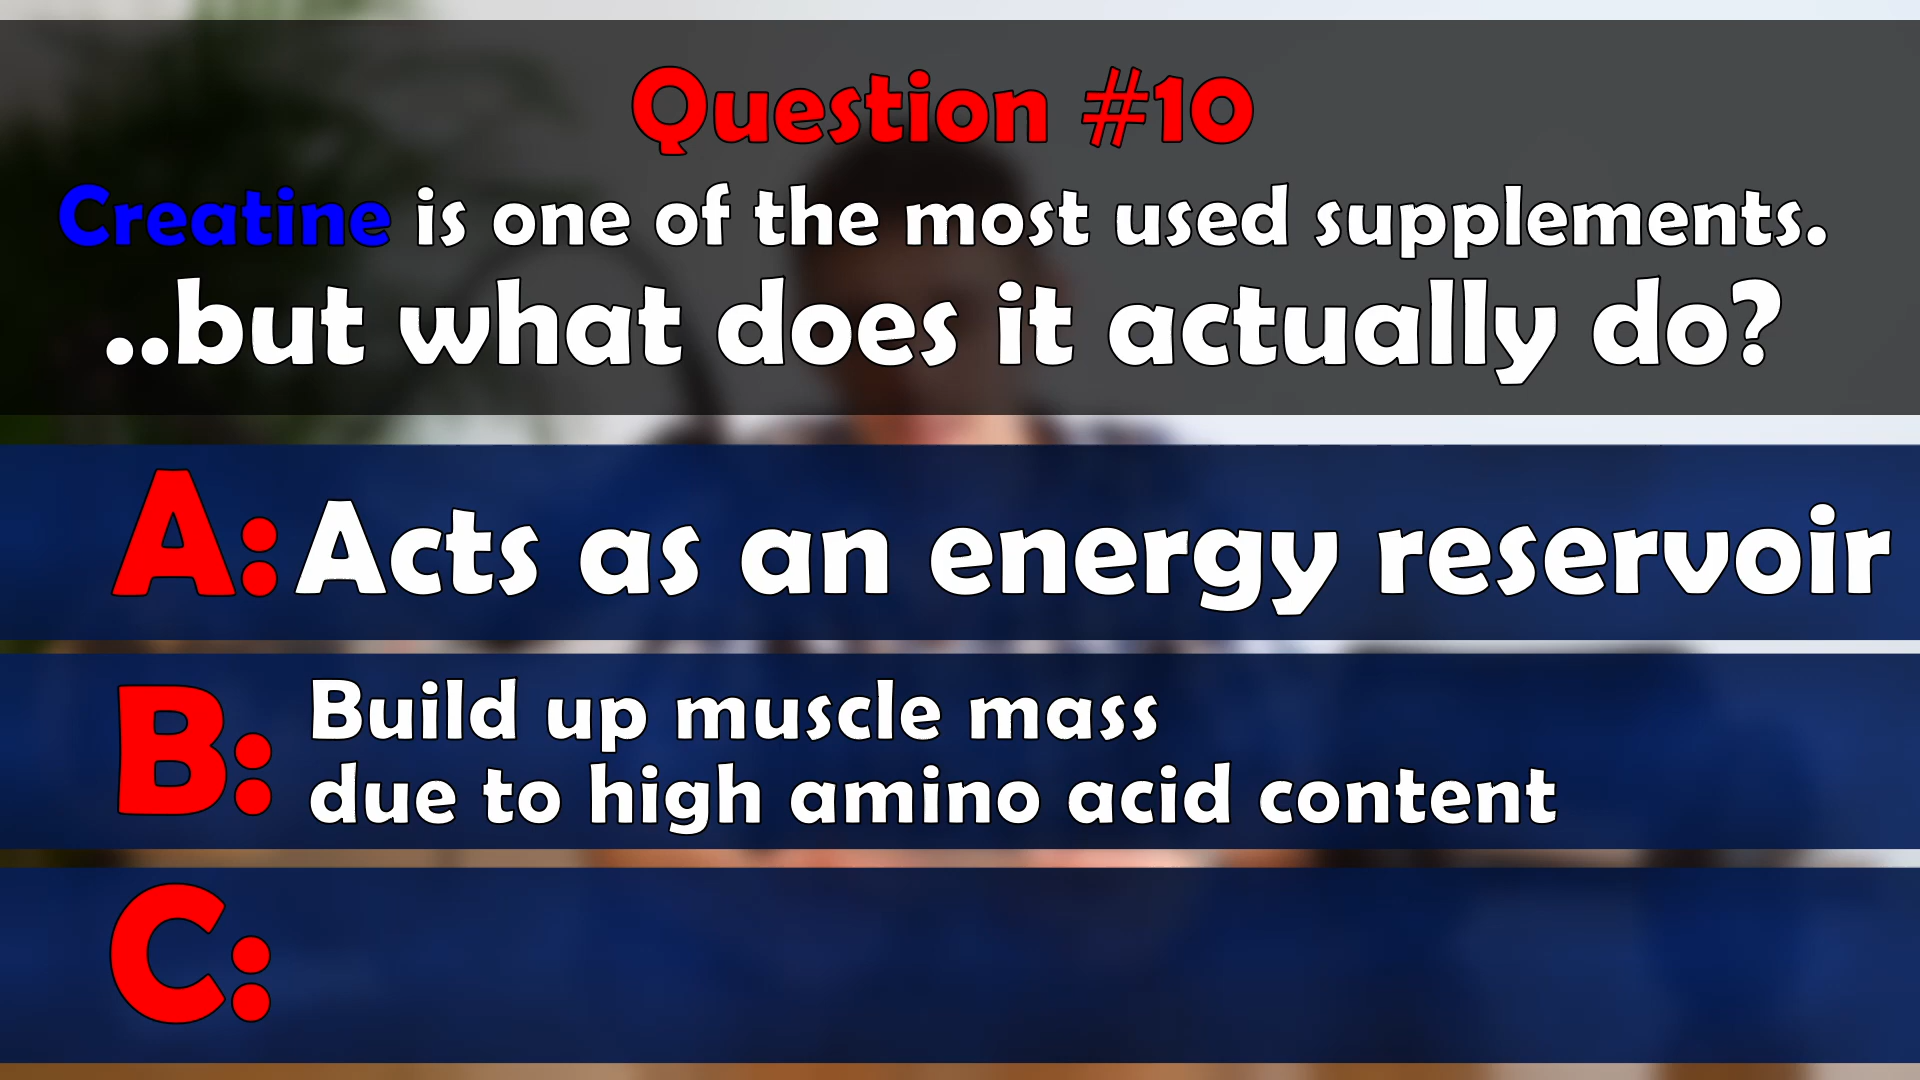 Question #10
Creatine is one of the most used supplements.
..but what does it actually do?
A: Acts as an energy reservoir
B: Build up muscle mass
due to high amino acid content
C: